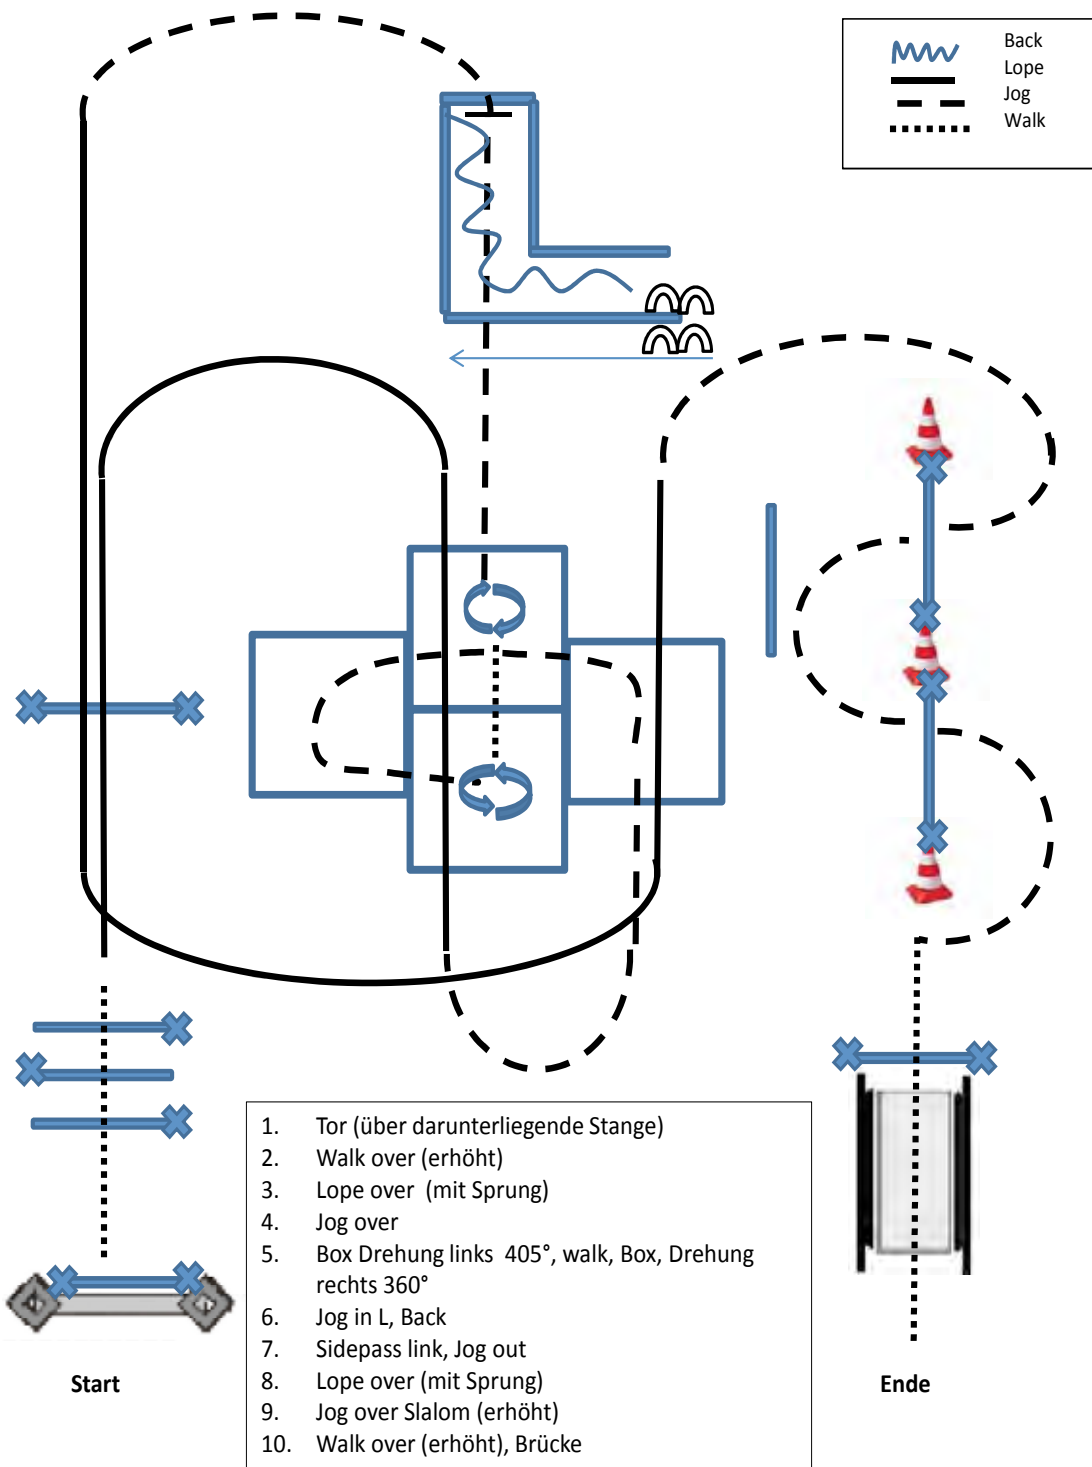 Back
Lope
Jog
Walk
1. Tor (über darunterliegende Stange)
2. Walk over (erhöht)
3. Lope over (mit Sprung)
4. Jog over
5. Box Drehung links 405°, walk, Box, Drehung
rechts 360°
6. Jog in L, Back
7. Sidepass link, Jog out
8. Lope over (mit Sprung)
9. Jog over Slalom (erhöht)
10. Walk over (erhöht), Brücke
Start
Ende